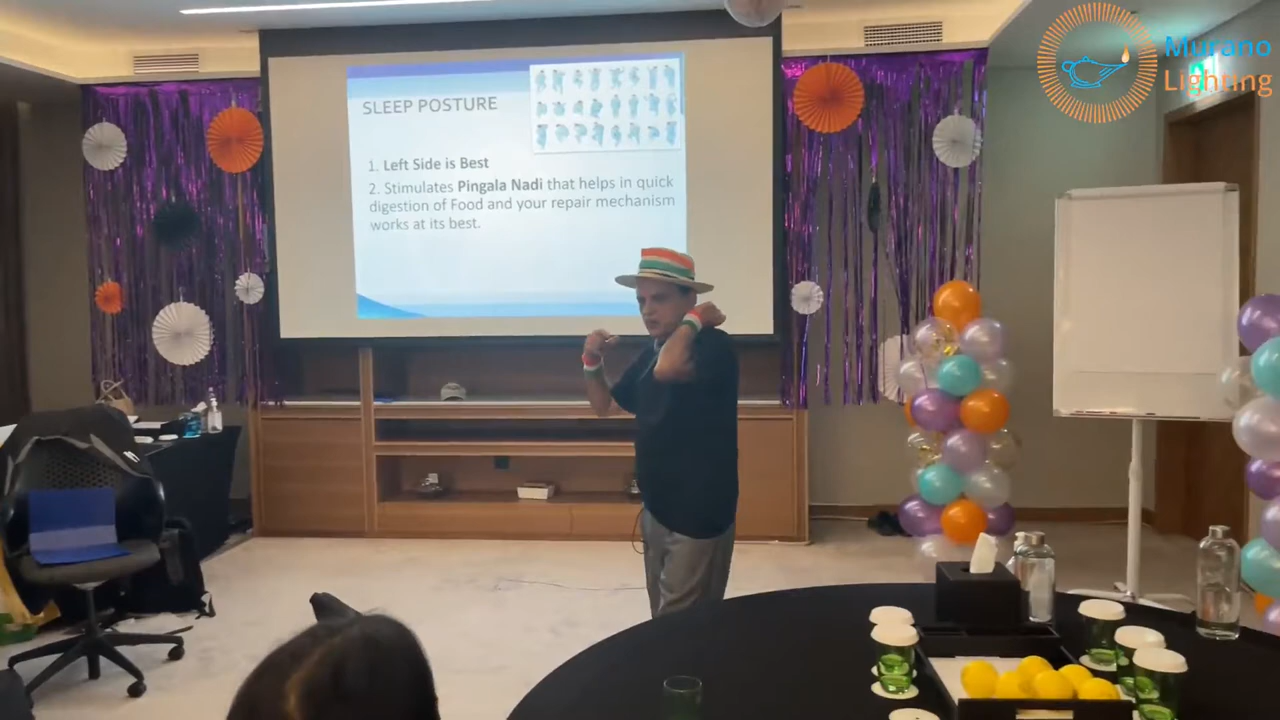 Murano
Lighting
SLEEP POSTURE
1. Left Side is Best
2. Stimulates Pingala Nadi that helps in quick
digestion of Food and your repair mechanism
works at its best.